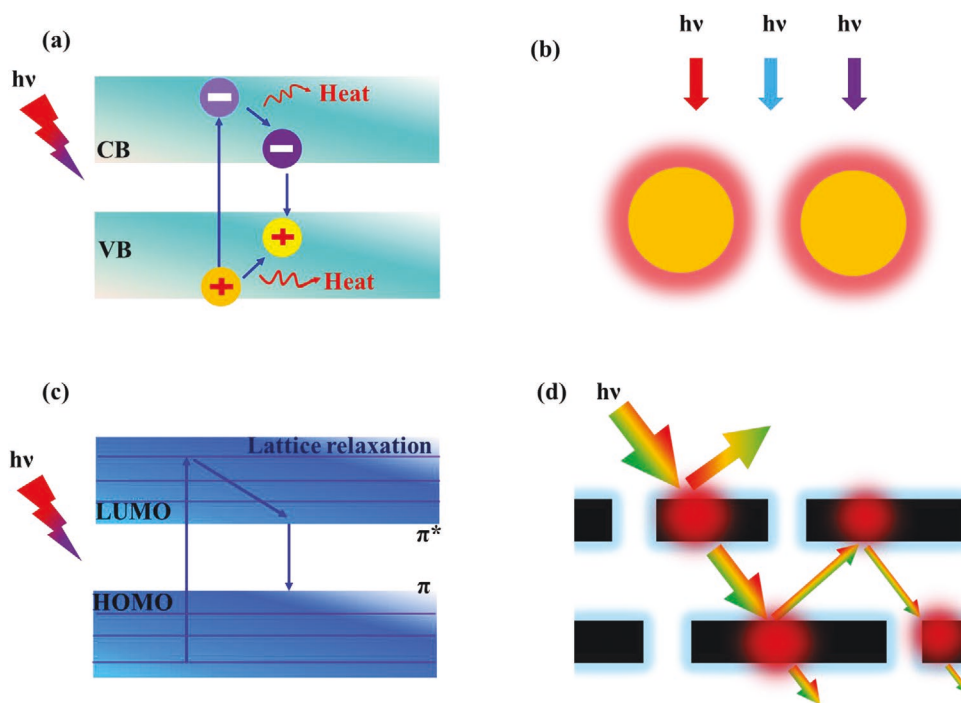 (a)
hν
Heat
CB
VB
Heat
(b)
hν hν hν
(c)
hν
Lattice relaxation
LUMO
π*
π
HOMO
(d)
hν